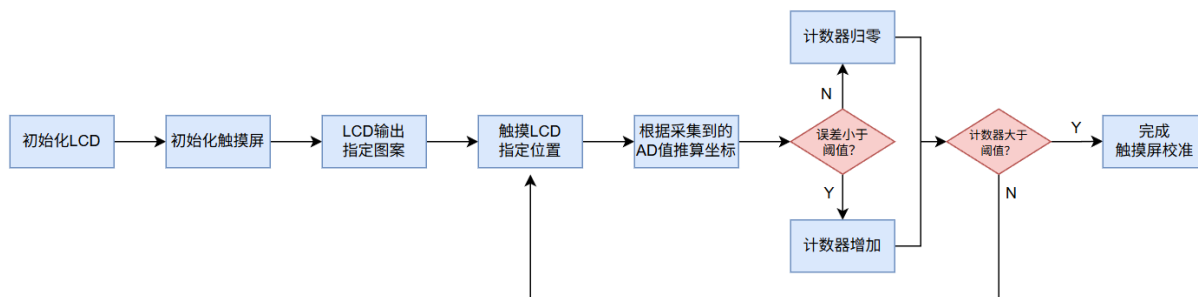 计数器归零
N
初始化LCD
初始化触摸屏
LCD输出
指定图案
触摸LCD
指定位置
根据采集到的
AD值推算坐标
误差小于
阈值?
计数器大于
阈值?
Y
完成
触摸屏校准
Y
N
计数器增加